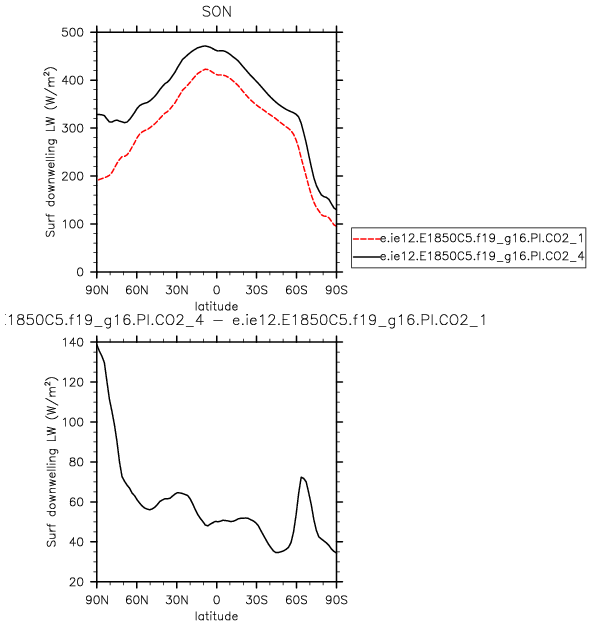 SON
Surf downwelling LW (W/m²)
500
400
300
200
100
0
90N 60N 30N 0 30S 60S 90S
latitude
e.ie12.E1850C5.f19_g16.PI.CO2_1
e.ie12.E1850C5.f19_g16.PI.CO2_4
.1850C5.f19_g16.PI.CO2_4 − e.ie12.E1850C5.f19_g16.PI.CO2_1
Surf downwelling LW (W/m²)
140
120
100
80
60
40
20
90N 60N 30N 0 30S 60S 90S
latitude